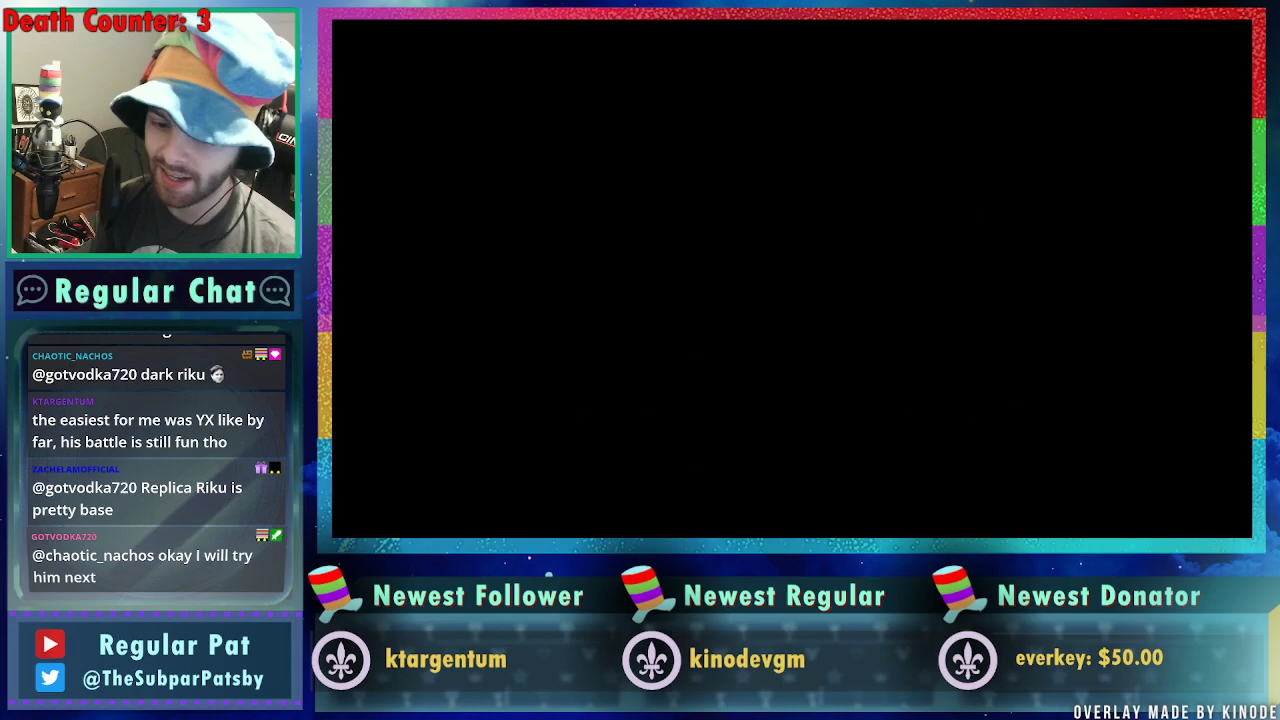 Death Counter: 3
Regular Chat
CHAOTIC_NACHOS
@gotvodka720 dark riku
KTARGENTUM
the easiest for me was YX like by
far, his battle is still fun tho
ZACHELAMOFFICIAL
@gotvodka720 Replica Riku is
pretty base
GOTVODKA720
@chaotic_nachos okay I will try
him next
Regular Pat
@TheSubparPatsby
Newest Follower
ktargentum
Newest Regular
kinodevgm
Newest Donator
everkey: $50.00
OVERLAY MADE BY KINODE